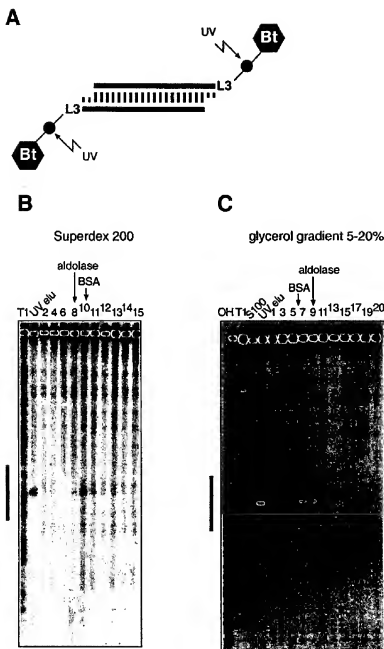 A
UV
Bt
L3
L3
Bt
UV
B
C
Superdex 200
glycerol gradient 5-20%
aldolase
BSA
aldolase
BSA
T1 UV elu 2 4 6 8 10 11 12 13 14 15
OH T1 S100 UV elu 1 3 5 7 9 11 13 15 17 19 20